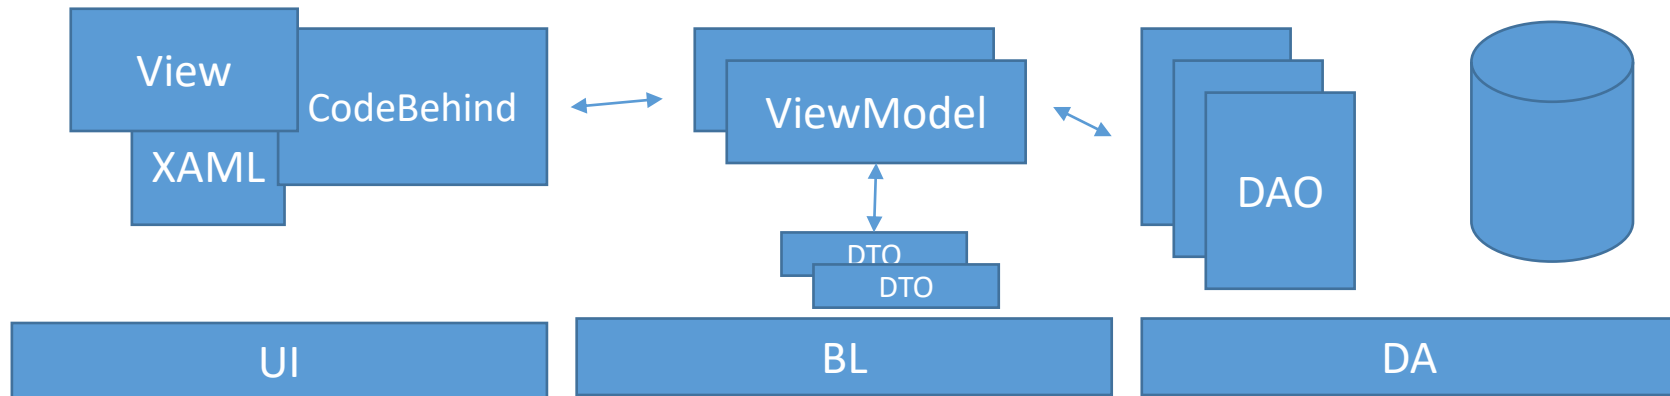 View
CodeBehind
XAML
ViewModel
DAO
DTO
DTO
UI
BL
DA